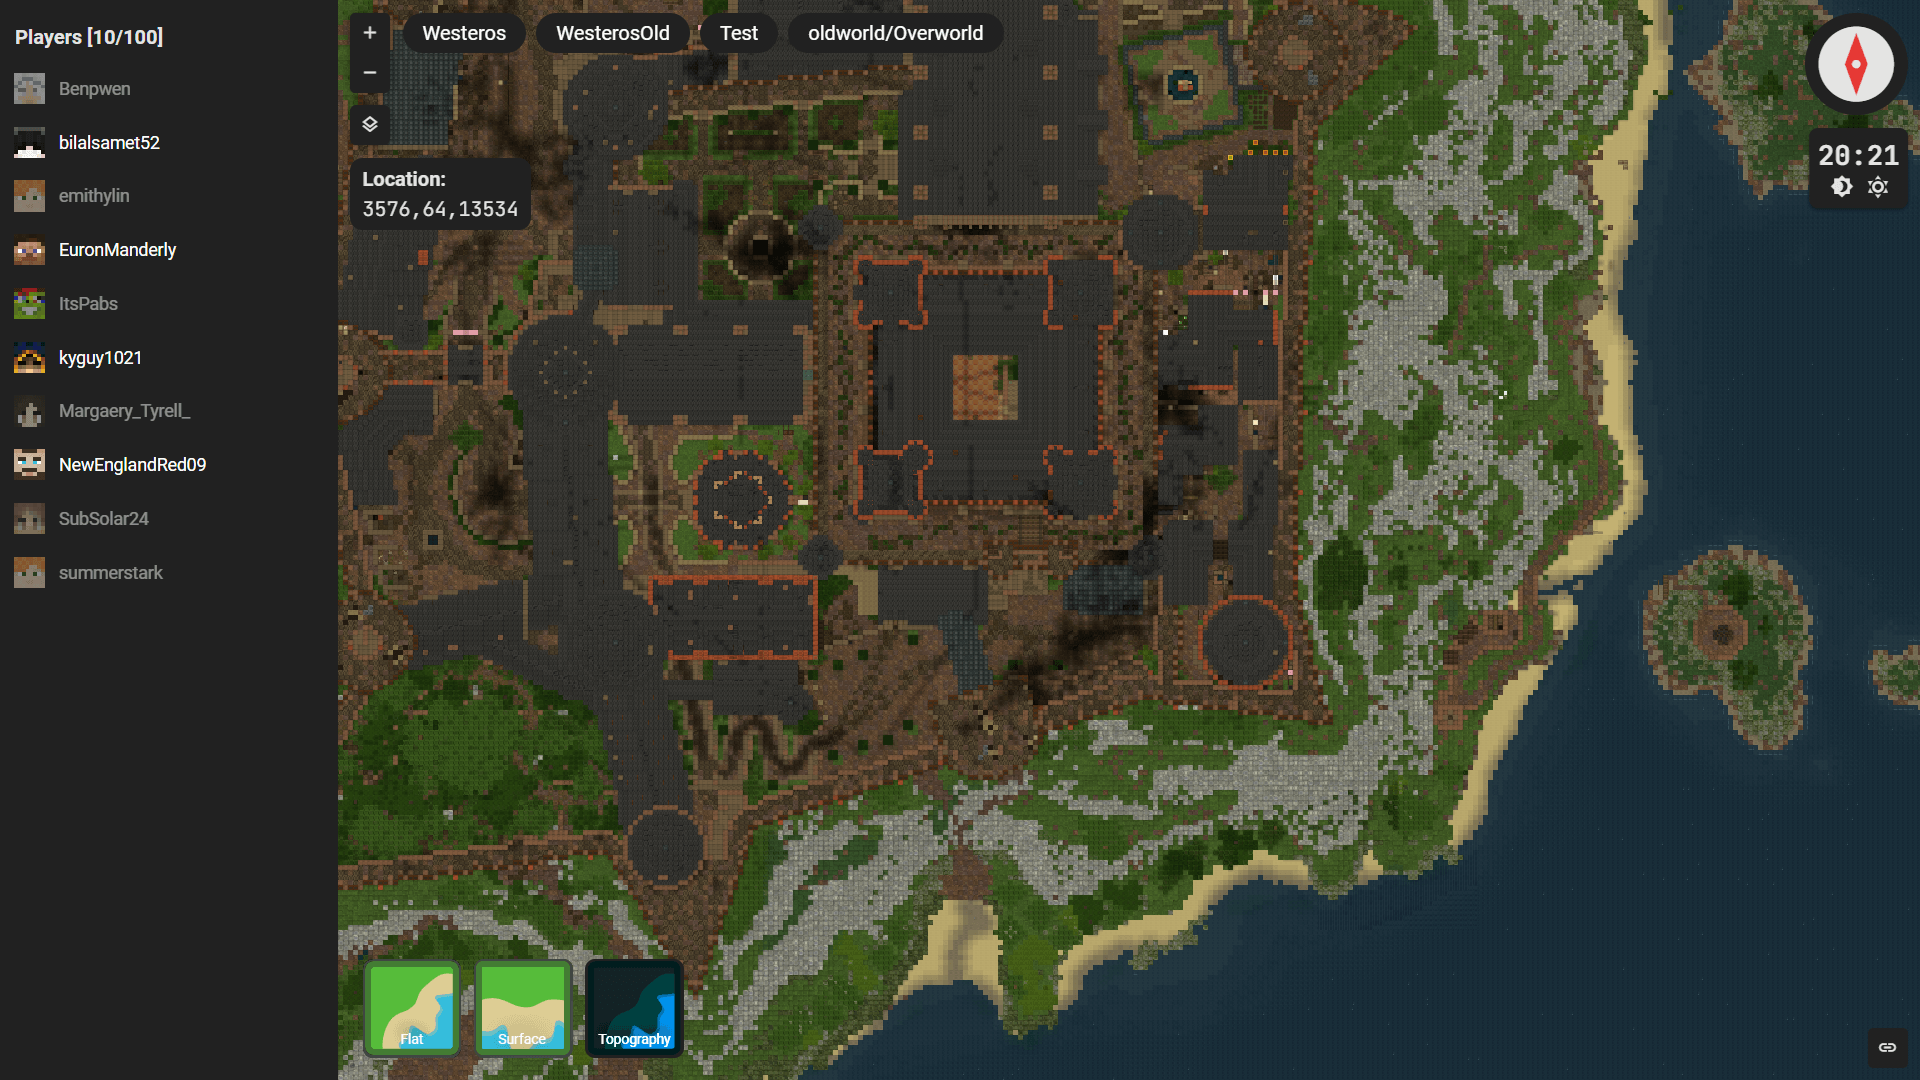 Players [10/100]
Benpwen
bilalsamet52
emithylin
EuronManderly
ItsPabs
kyguy1021
Margaery_Tyrell_
NewEnglandRed09
SubSolar24
summerstark
+
−
Westeros
WesterosOld
Test
oldworld/Overworld
Location:
3576,64,13534
20:21
Flat
Surface
Topography